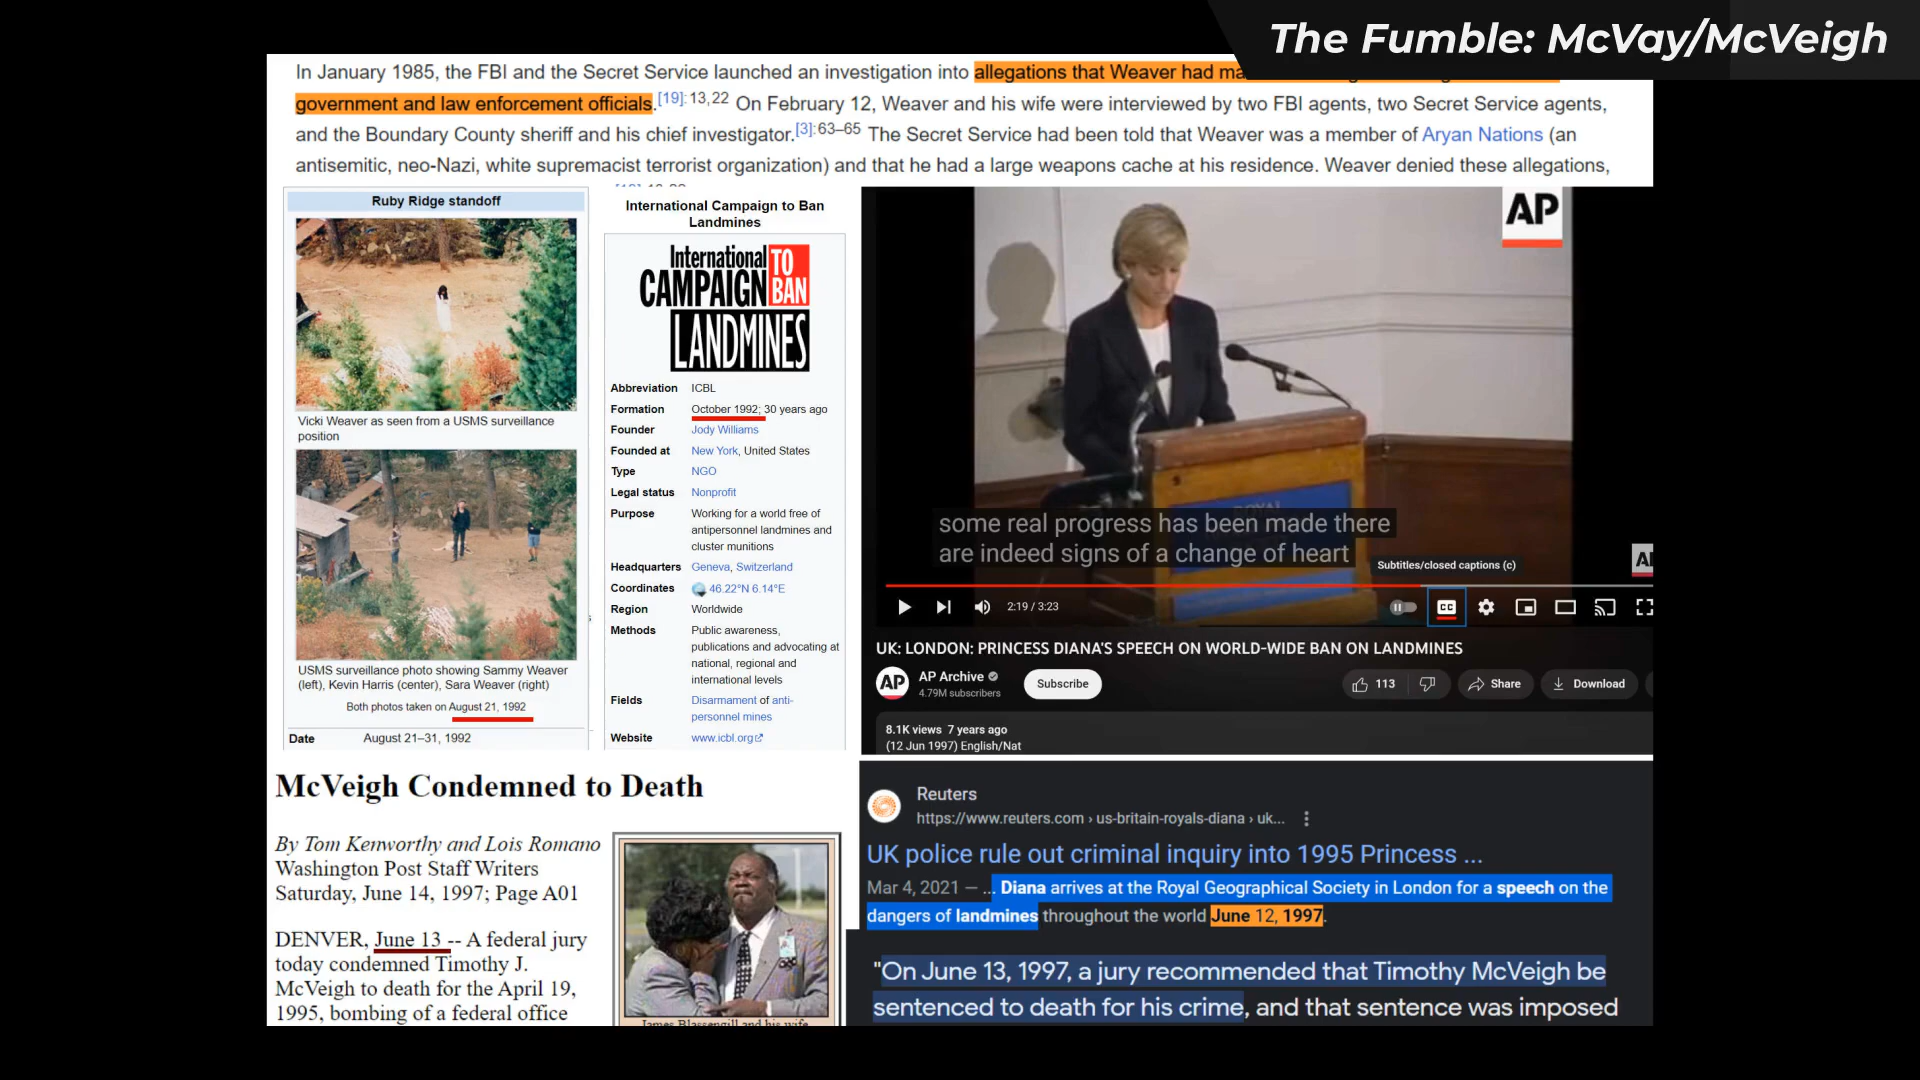 The Fumble: McVay/McVeigh
In January 1985, the FBI and the Secret Service launched an investigation into allegations that Weaver had
government and law enforcement officials.[19]:13,22 On February 12, Weaver and his wife were interviewed by two FBI agents, two Secret Service agents,
and the Boundary County sheriff and his chief investigator.[3]:63–65 The Secret Service had been told that Weaver was a member of Aryan Nations (an
antisemitic, neo-Nazi, white supremacist terrorist organization) and that he had a large weapons cache at his residence. Weaver denied these allegations,
Ruby Ridge standoff
Vicki Weaver as seen from a USMS surveillance
position
USMS surveillance photo showing Sammy Weaver
(left), Kevin Harris (center), Sara Weaver (right)
Both photos taken on August 21, 1992
Date August 21–31, 1992
International Campaign to Ban
Landmines
International
CAMPAIGN
TO
BAN
LANDMINES
Abbreviation ICBL
Formation October 1992; 30 years ago
Founder Jody Williams
Founded at New York, United States
Type NGO
Legal status Nonprofit
Purpose Working for a world free of
antipersonnel landmines and
cluster munitions
Headquarters Geneva, Switzerland
Coordinates 46.22°N 6.14°E
Region Worldwide
Methods Public awareness,
publications and advocating at
national, regional and
international levels
Fields Disarmament of anti-
personnel mines
Website www.icbl.org
AP
ROYAL
some real progress has been made there
are indeed signs of a change of heart
Subtitles/closed captions (c)
2:19 / 3:23
CC
UK: LONDON: PRINCESS DIANA'S SPEECH ON WORLD-WIDE BAN ON LANDMINES
AP
AP Archive
4.79M subscribers
Subscribe
113
Share
Download
8.1K views 7 years ago
(12 Jun 1997) English/Nat
McVeigh Condemned to Death
By Tom Kenworthy and Lois Romano
Washington Post Staff Writers
Saturday, June 14, 1997; Page A01
DENVER, June 13 -- A federal jury
today condemned Timothy J.
McVeigh to death for the April 19,
1995, bombing of a federal office
James Blassengill and his wife
Reuters
https://www.reuters.com › us-britain-royals-diana › uk...
UK police rule out criminal inquiry into 1995 Princess ...
Mar 4, 2021 — ... Diana arrives at the Royal Geographical Society in London for a speech on the
dangers of landmines throughout the world June 12, 1997.
"On June 13, 1997, a jury recommended that Timothy McVeigh be
sentenced to death for his crime, and that sentence was imposed